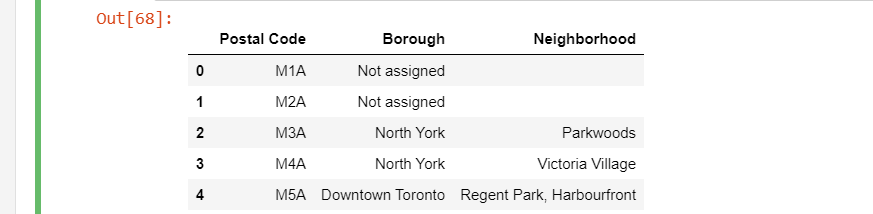 Out[68]:
Postal Code Borough Neighborhood
0 M1A Not assigned
1 M2A Not assigned
2 M3A North York Parkwoods
3 M4A North York Victoria Village
4 M5A Downtown Toronto Regent Park, Harbourfront